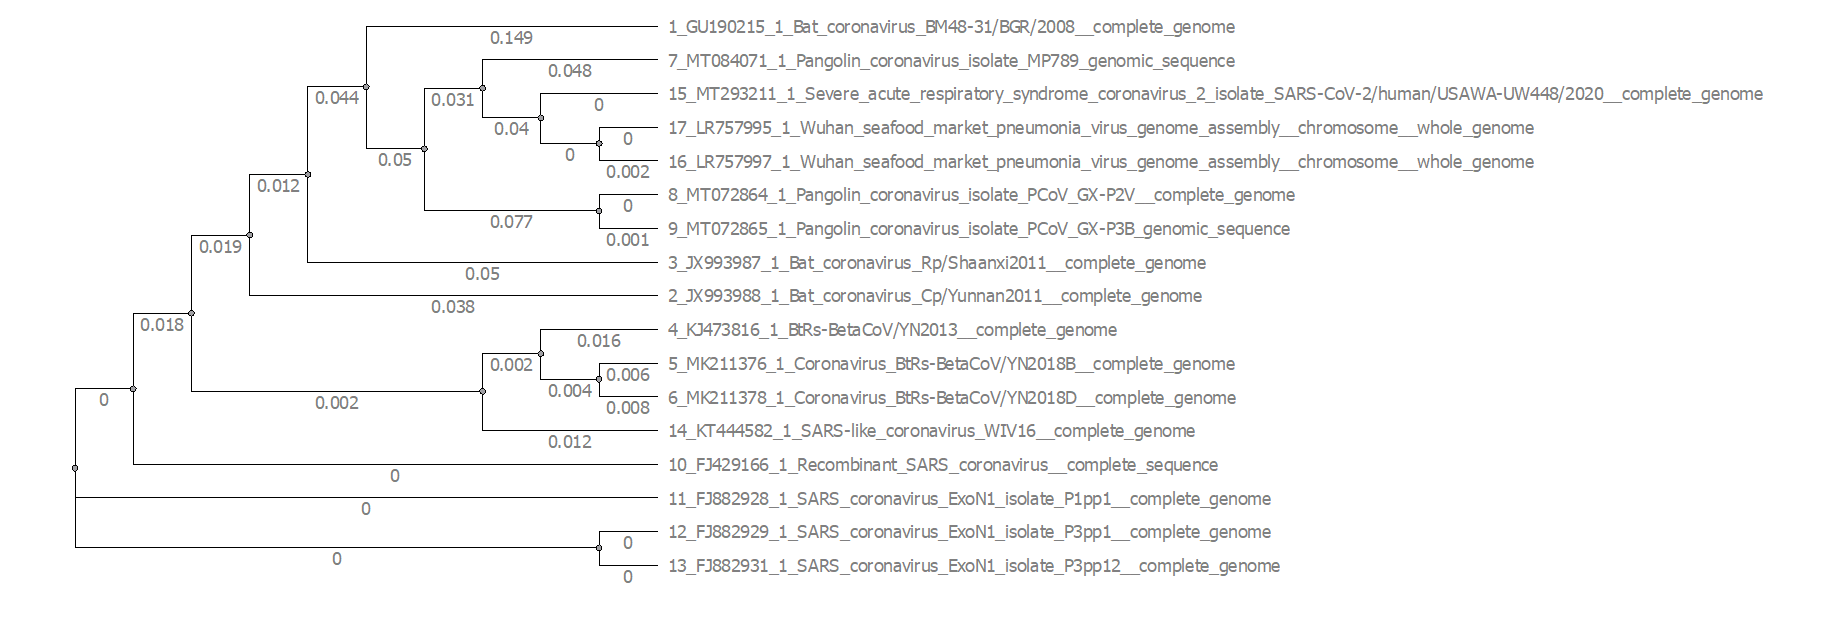 1_GU190215_1_Bat_coronavirus_BM48-31/BGR/2008__complete_genome
0.149
7_MT084071_1_Pangolin_coronavirus_isolate_MP789_genomic_sequence
0.048
0.044
0.031
15_MT293211_1_Severe_acute_respiratory_syndrome_coronavirus_2_isolate_SARS-CoV-2/human/USAWA-UW448/2020__complete_genome
0
0.04
17_LR757995_1_Wuhan_seafood_market_pneumonia_virus_genome_assembly__chromosome__whole_genome
0
0
0.05
16_LR757997_1_Wuhan_seafood_market_pneumonia_virus_genome_assembly__chromosome__whole_genome
0.002
0.012
8_MT072864_1_Pangolin_coronavirus_isolate_PCoV_GX-P2V__complete_genome
0
0.077
9_MT072865_1_Pangolin_coronavirus_isolate_PCoV_GX-P3B_genomic_sequence
0.001
0.019
3_JX993987_1_Bat_coronavirus_Rp/Shaanxi2011__complete_genome
0.05
2_JX993988_1_Bat_coronavirus_Cp/Yunnan2011__complete_genome
0.038
0.018
4_KJ473816_1_BtRs-BetaCoV/YN2013__complete_genome
0.016
0.002
5_MK211376_1_Coronavirus_BtRs-BetaCoV/YN2018B__complete_genome
0.006
0.004
6_MK211378_1_Coronavirus_BtRs-BetaCoV/YN2018D__complete_genome
0
0.002
0.008
14_KT444582_1_SARS-like_coronavirus_WIV16__complete_genome
0.012
10_FJ429166_1_Recombinant_SARS_coronavirus__complete_sequence
0
11_FJ882928_1_SARS_coronavirus_ExoN1_isolate_P1pp1__complete_genome
0
12_FJ882929_1_SARS_coronavirus_ExoN1_isolate_P3pp1__complete_genome
0
0
13_FJ882931_1_SARS_coronavirus_ExoN1_isolate_P3pp12__complete_genome
0